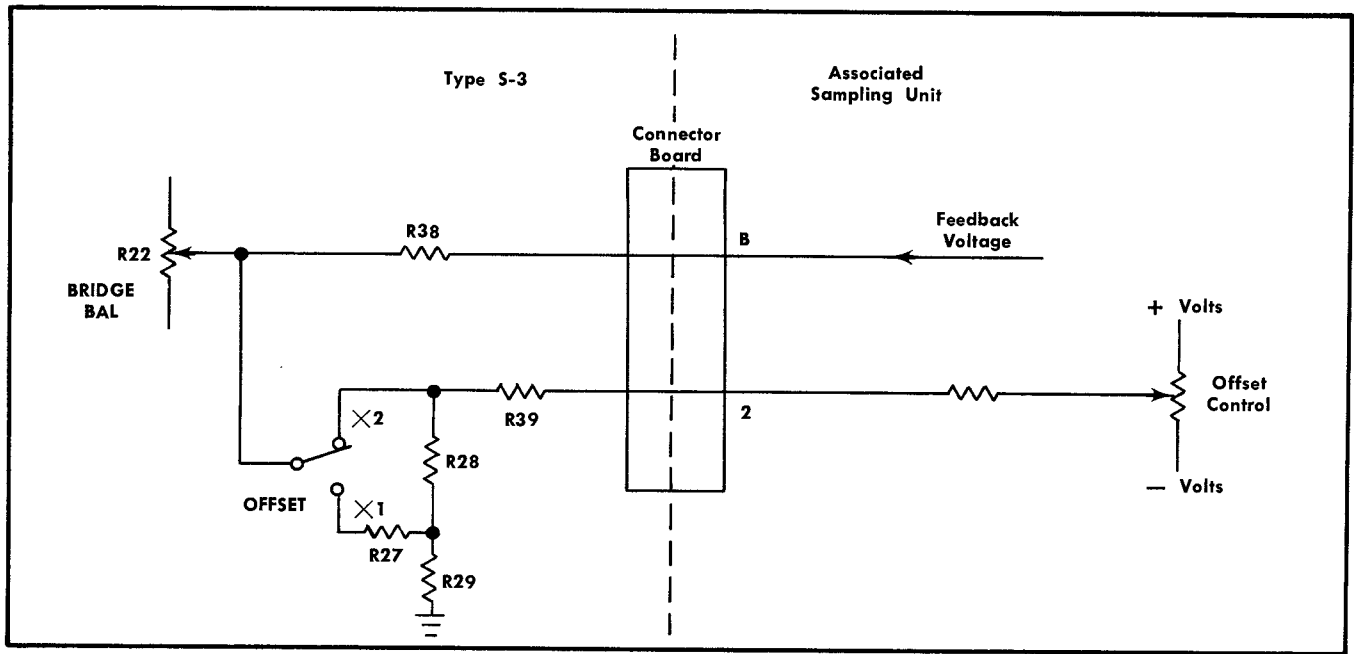 Type S-3
Associated
Sampling Unit
Connector
Board
R22
BRIDGE
BAL
R38
B
Feedback
Voltage
+ Volts
Offset
Control
− Volts
R39
2
×2
R28
OFFSET
×1
R27
R29